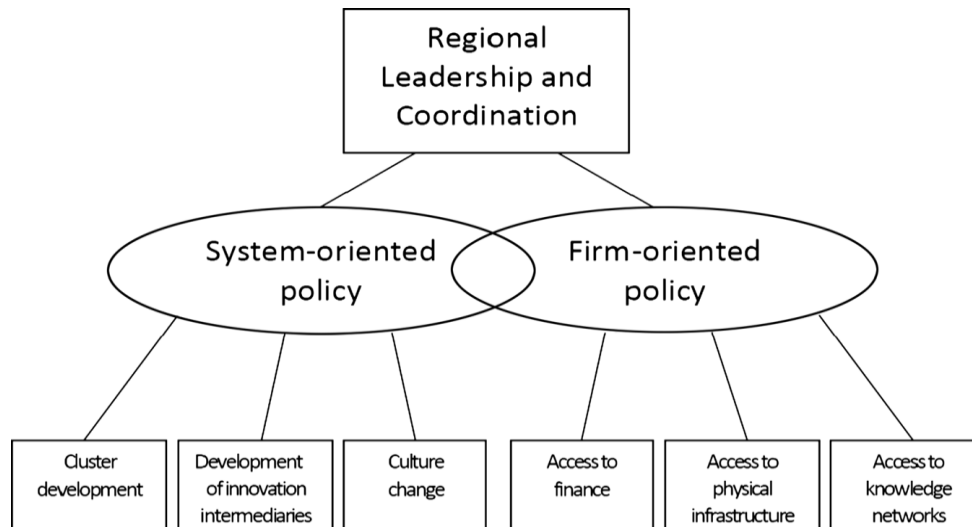 Regional
Leadership and
Coordination
System-oriented
policy
Firm-oriented
policy
Cluster
development
Development
of innovation
intermediaries
Culture
change
Access to
finance
Access to
physical
infrastructure
Access to
knowledge
networks